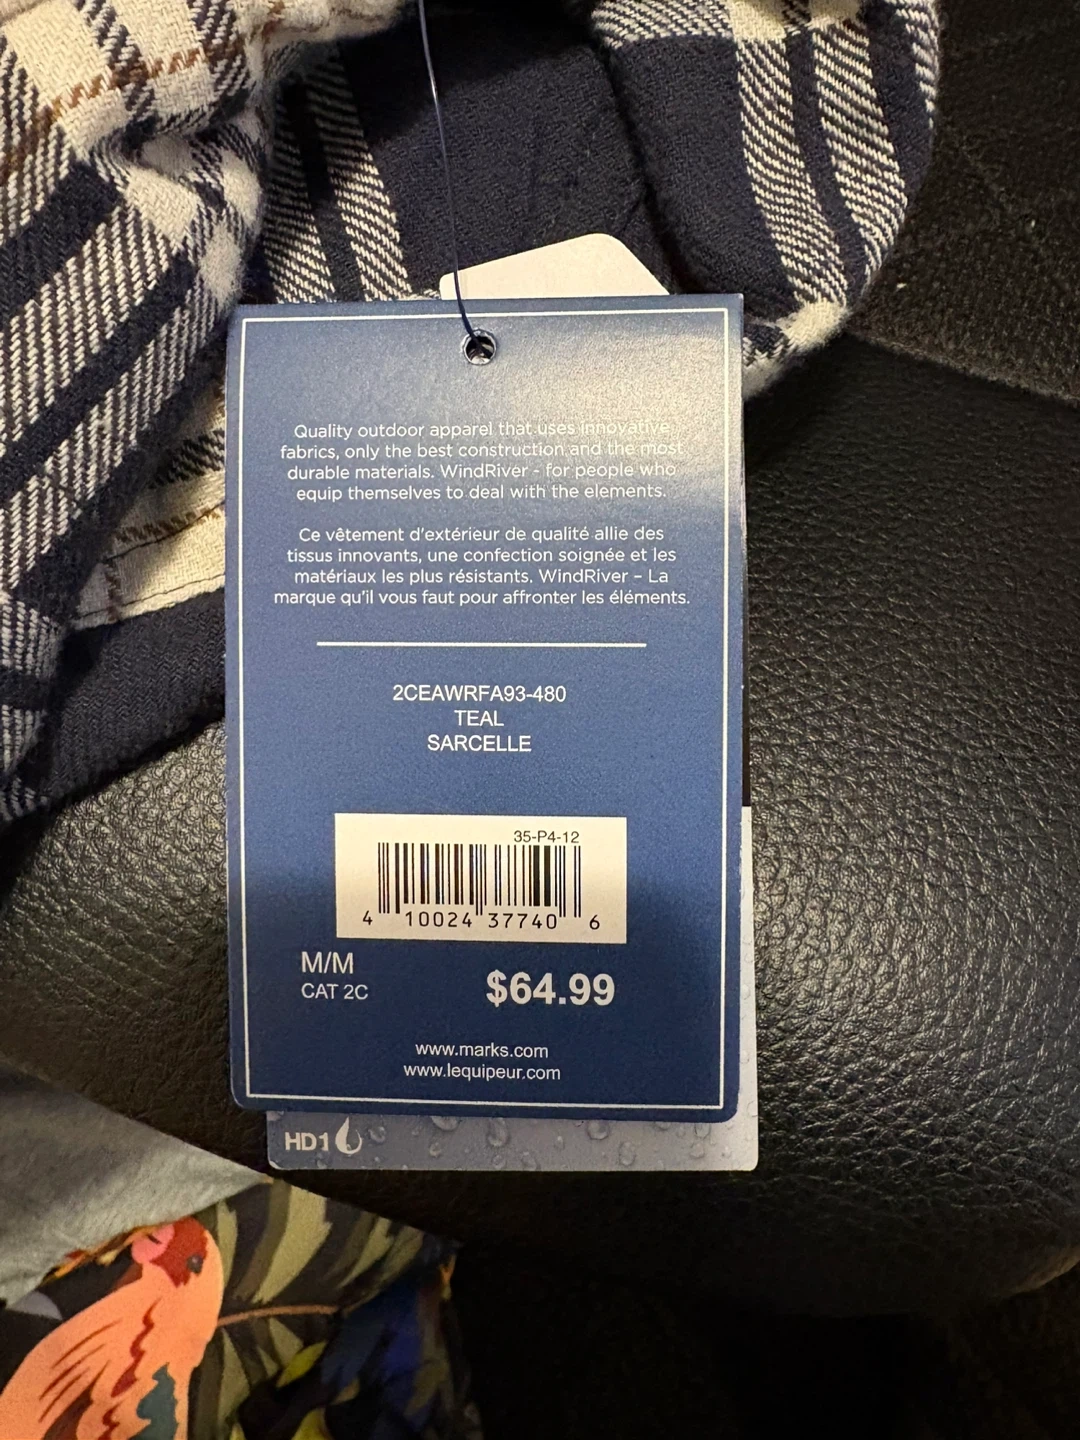 Quality outdoor apparel that uses innovative
fabrics, only the best construction and the most
durable materials. WindRiver - for people who
equip themselves to deal with the elements.
Ce vêtement d'extérieur de qualité allie des
tissus innovants, une confection soignée et les
matériaux les plus résistants. WindRiver – La
marque qu'il vous faut pour affronter les éléments.
2CEAWRFA93-480
TEAL
SARCELLE
35-P4-12
4 10024 37740 6
M/M
CAT 2C
$64.99
www.marks.com
www.lequipeur.com
HD1